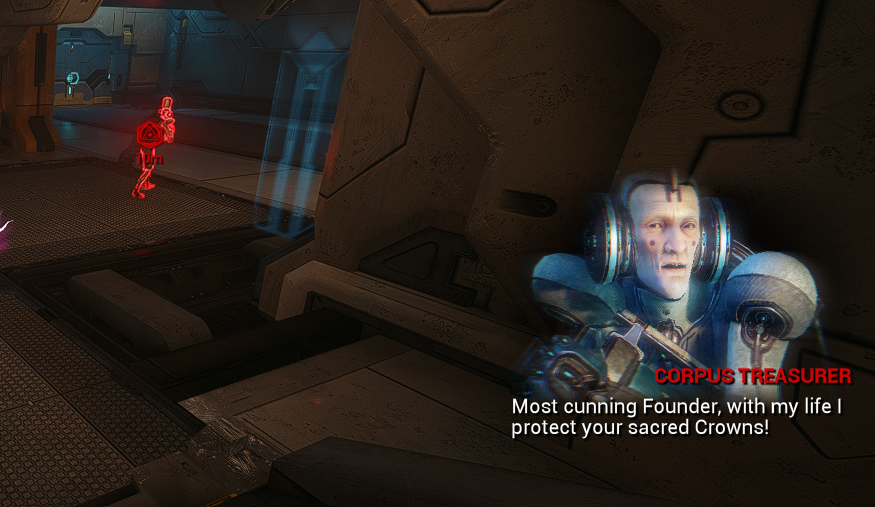 CORPUS TREASURER
Most cunning Founder, with my life I
protect your sacred Crowns!